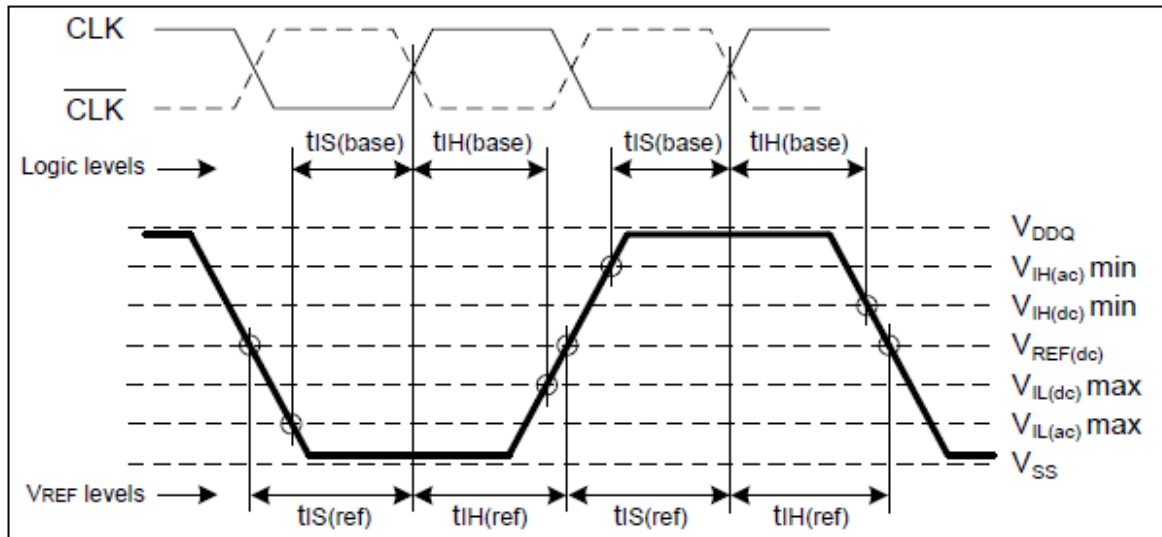 CLK
C̅L̅K̅
tIS(base) tIH(base) tIS(base) tIH(base)
Logic levels
VDDQ
VIH(ac) min
VIH(dc) min
VREF(dc)
VIL(dc) max
VIL(ac) max
VSS
VREF levels
tIS(ref) tIH(ref) tIS(ref) tIH(ref)